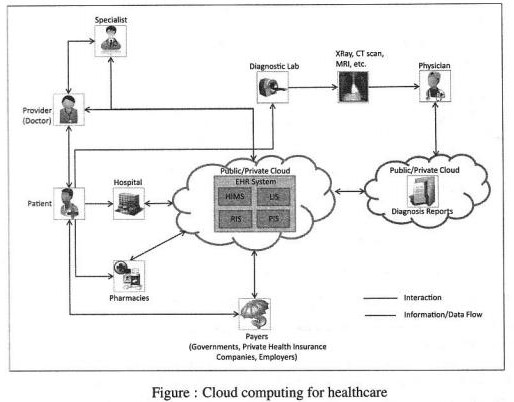 Specialist
XRay, CT scan,
MRI, etc.
Diagnostic Lab
Physician
Provider
(Doctor)
Public/Private Cloud
EHR System
HIMS
LIS
RIS
PIS
Public/Private Cloud
Diagnosis Reports
Hospital
Patient
Pharmacies
Interaction
Information/Data Flow
Payers
(Governments, Private Health Insurance
Companies, Employers)
Figure : Cloud computing for healthcare